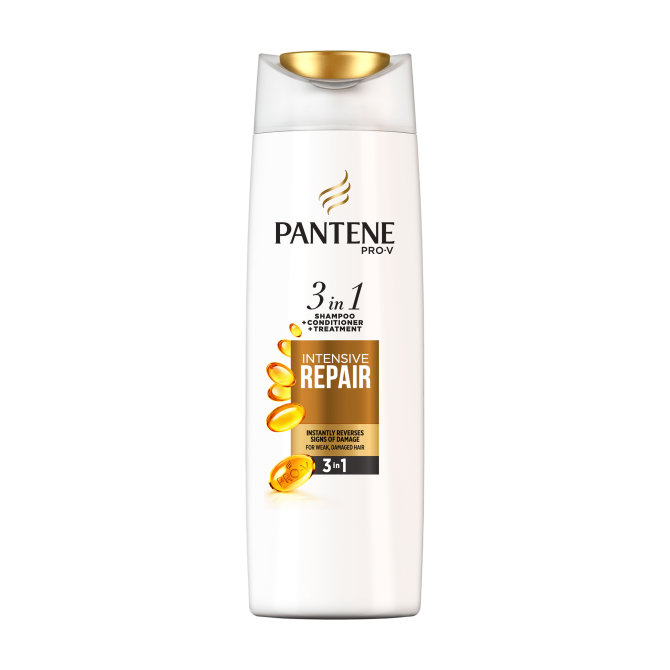 PANTENE
PRO-V
3 in 1
SHAMPOO
+CONDITIONER
+TREATMENT
INTENSIVE
REPAIR
INSTANTLY REVERSES
SIGNS OF DAMAGE
FOR WEAK, DAMAGED HAIR
3 in 1
PRO-V